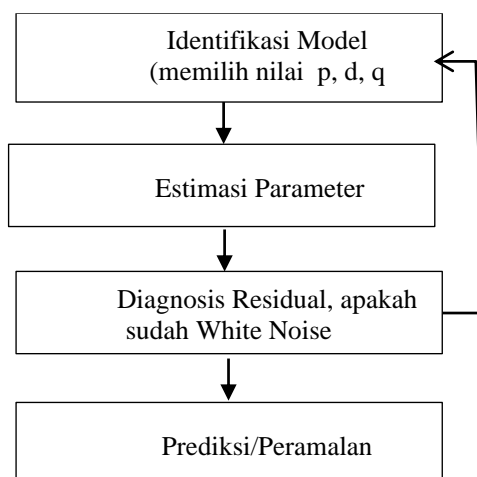 Identifikasi Model
(memilih nilai p, d, q
Estimasi Parameter
Diagnosis Residual, apakah
sudah White Noise
Prediksi/Peramalan